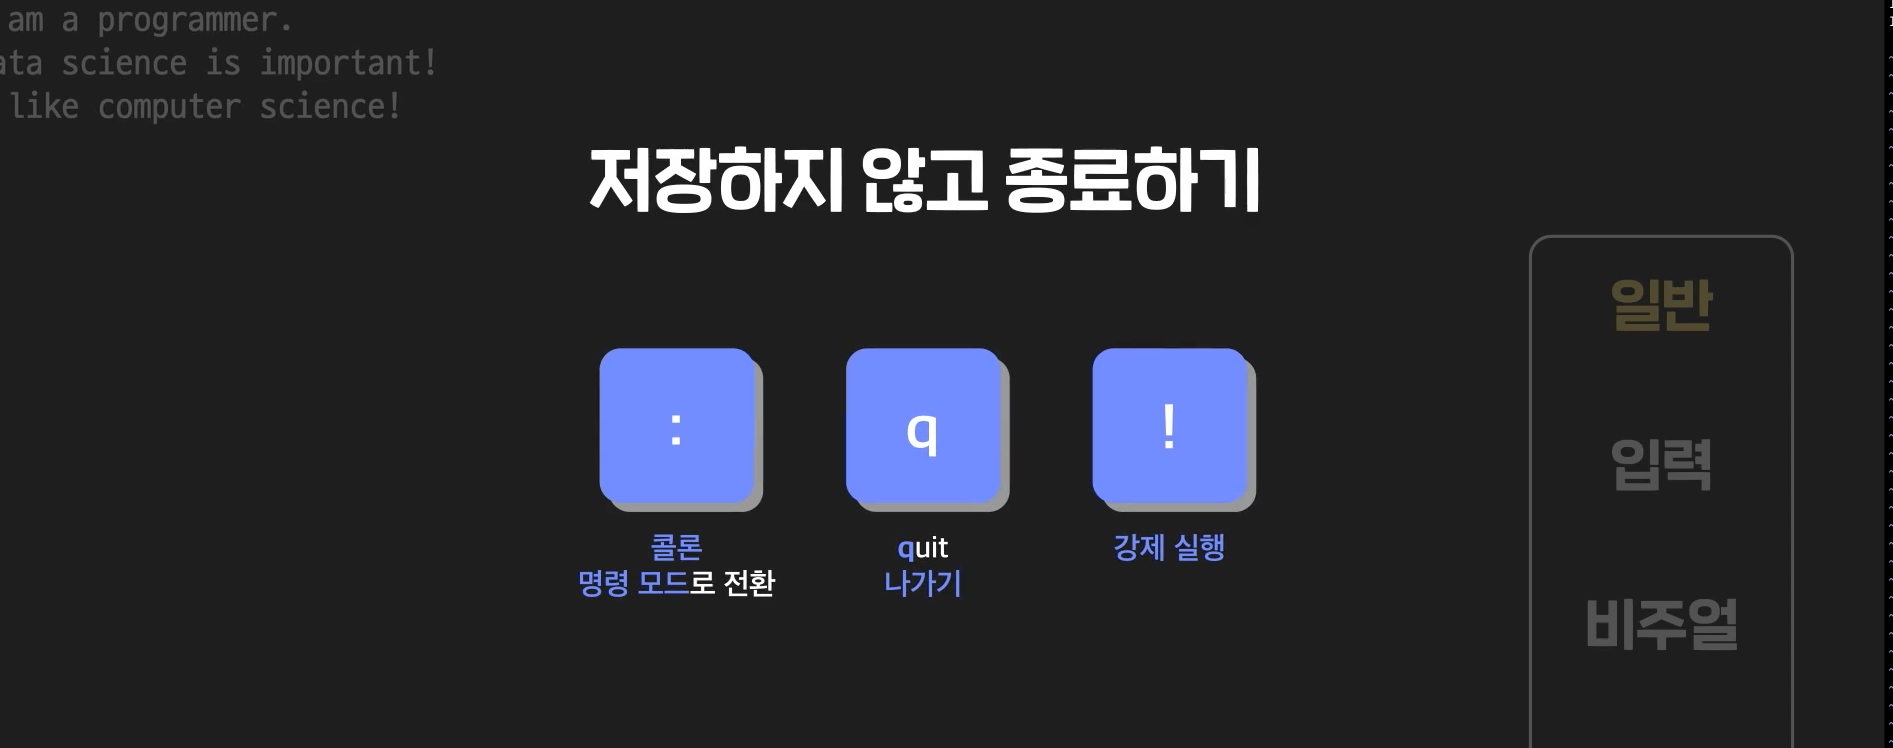 am a programmer.
ata science is important!
like computer science!
저장하지 않고 종료하기
:
q
!
콜론
명령 모드로 전환
quit
나가기
강제 실행
일반
입력
비주얼